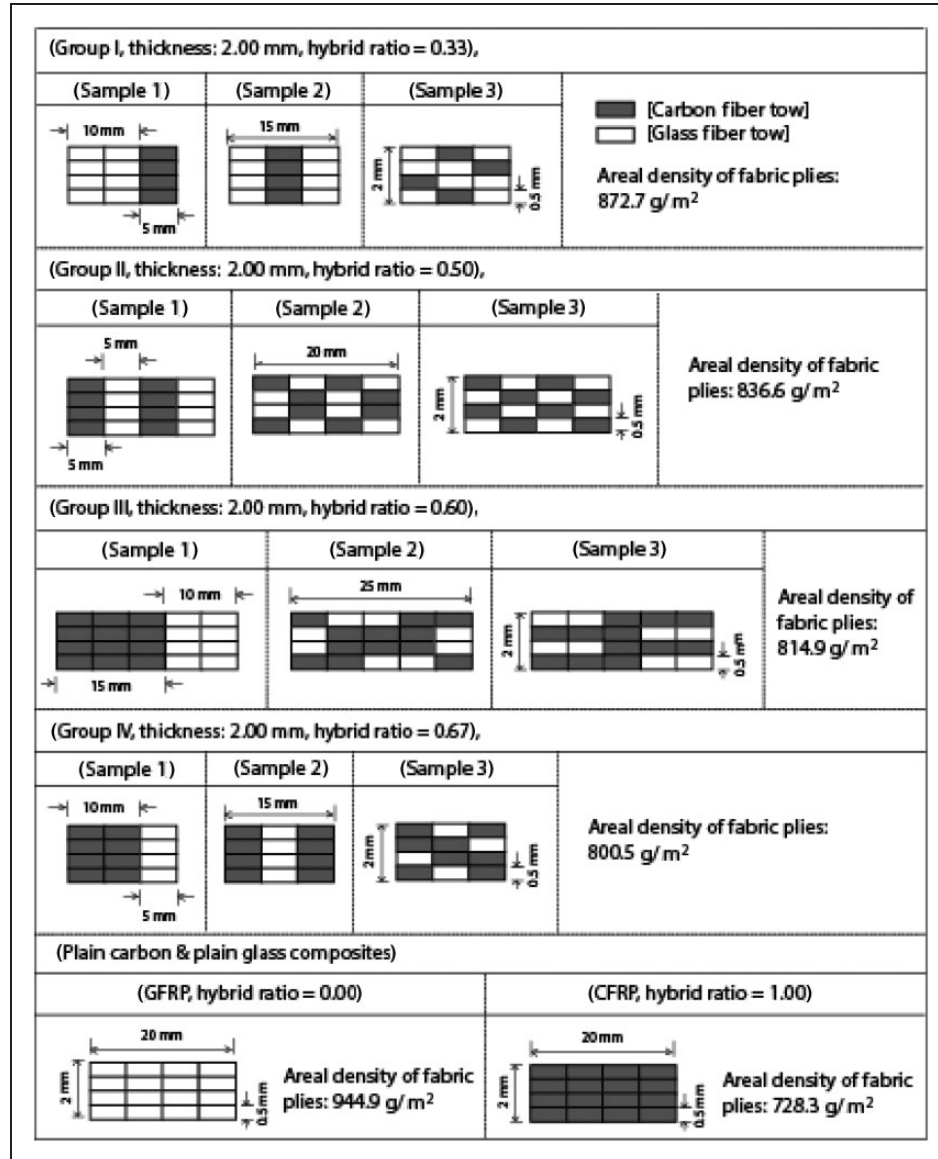 (Group I, thickness: 2.00 mm, hybrid ratio = 0.33),
(Sample 1)
(Sample 2)
(Sample 3)
10mm
5 mm
15 mm
2 mm
0.5 mm
[Carbon fiber tow]
[Glass fiber tow]
Areal density of fabric plies:
872.7 g/m²
(Group II, thickness: 2.00 mm, hybrid ratio = 0.50),
(Sample 1)
(Sample 2)
(Sample 3)
5 mm
5 mm
20 mm
2 mm
0.5 mm
Areal density of fabric
plies: 836.6 g/m²
(Group III, thickness: 2.00 mm, hybrid ratio = 0.60),
(Sample 1)
(Sample 2)
(Sample 3)
10 mm
15 mm
25 mm
2 mm
0.5 mm
Areal density of
fabric plies:
814.9 g/m²
(Group IV, thickness: 2.00 mm, hybrid ratio = 0.67),
(Sample 1)
(Sample 2)
(Sample 3)
10mm
5 mm
15 mm
2mm
0.5 mm
Areal density of fabric plies:
800.5 g/m²
(Plain carbon & plain glass composites)
(GFRP, hybrid ratio = 0.00)
20 mm
2 mm
0.5mm
Areal density of fabric
plies: 944.9 g/m²
(CFRP, hybrid ratio = 1.00)
20mm
2 mm
0.5mm
Areal density of fabric
plies: 728.3 g/m²